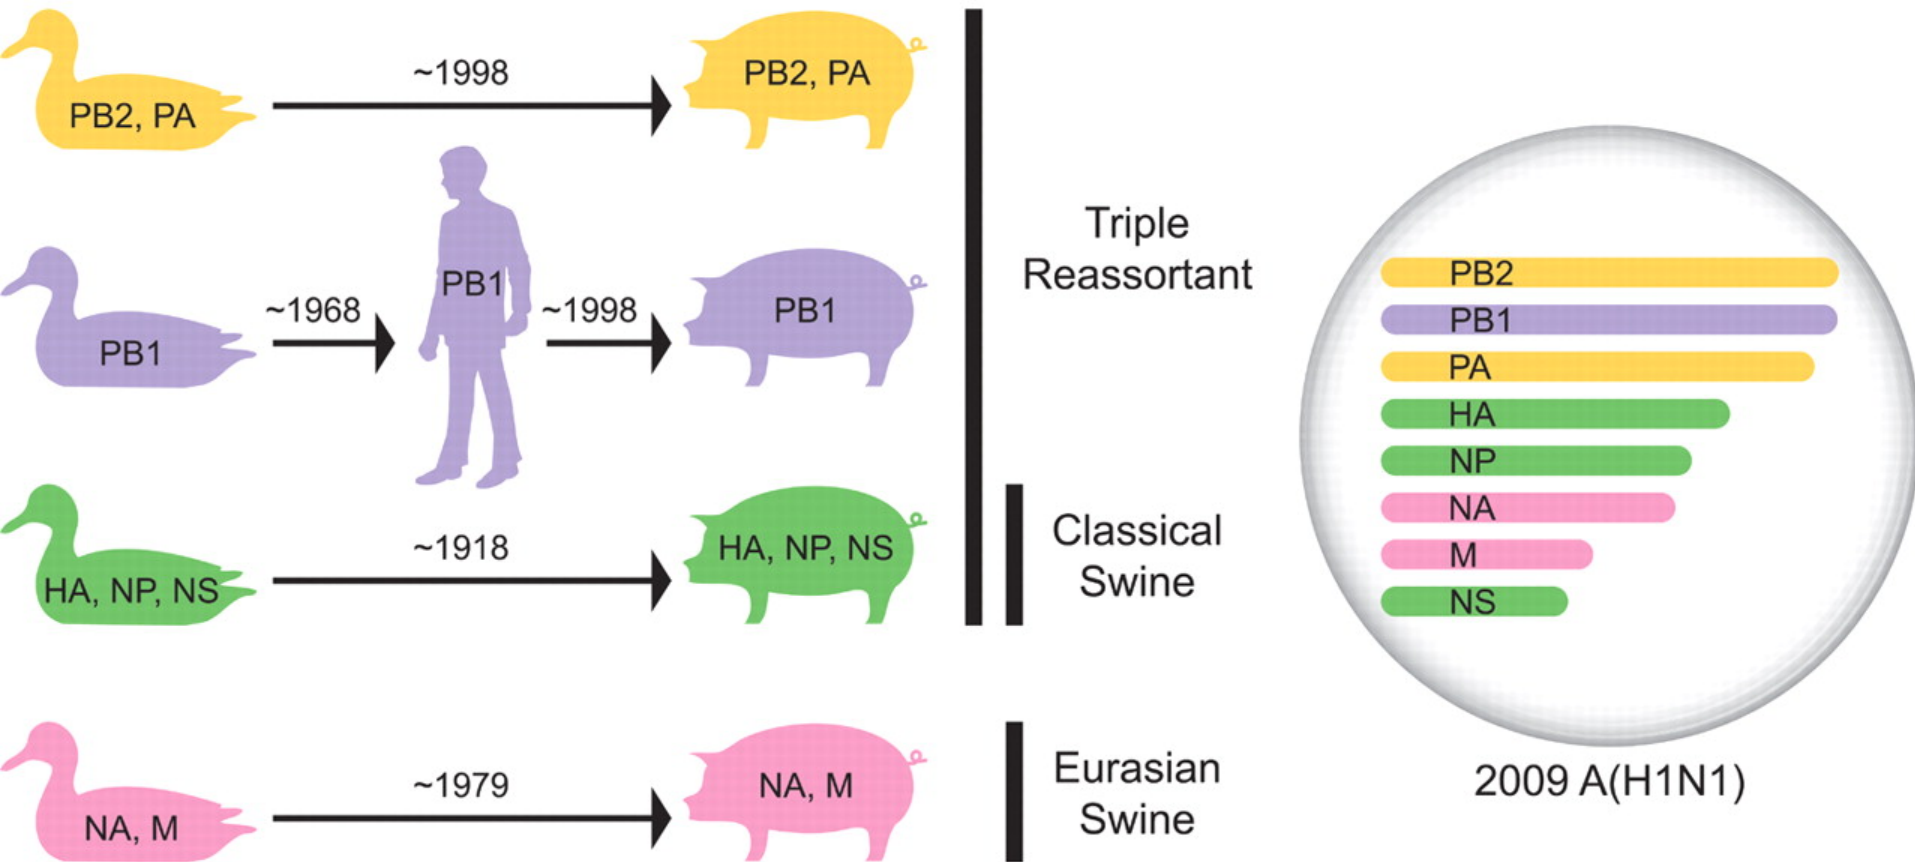 PB2, PA
~1998
PB2, PA
PB1
~1968
PB1
~1998
PB1
HA, NP, NS
~1918
HA, NP, NS
NA, M
~1979
NA, M
Triple
Reassortant
Classical
Swine
Eurasian
Swine
PB2
PB1
PA
HA
NP
NA
M
NS
2009 A(H1N1)